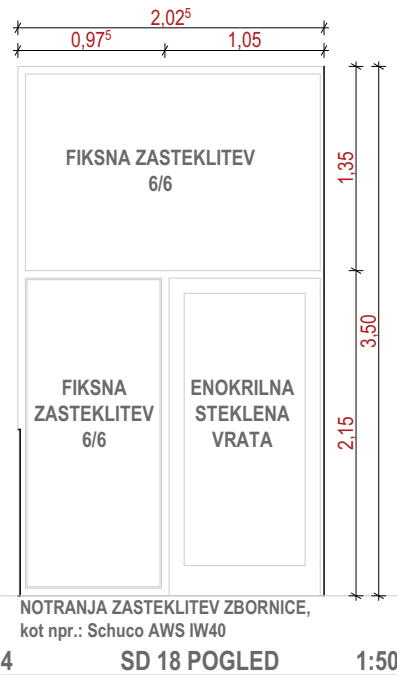 2,02⁵
0,97⁵ 1,05
FIKSNA ZASTEKLITEV
6/6
1,35
3,50
FIKSNA
ZASTEKLITEV
6/6
ENOKRILNA
STEKLENA
VRATA
2,15
NOTRANJA ZASTEKLITEV ZBORNICE,
kot npr.: Schuco AWS IW40
4 SD 18 POGLED 1:50